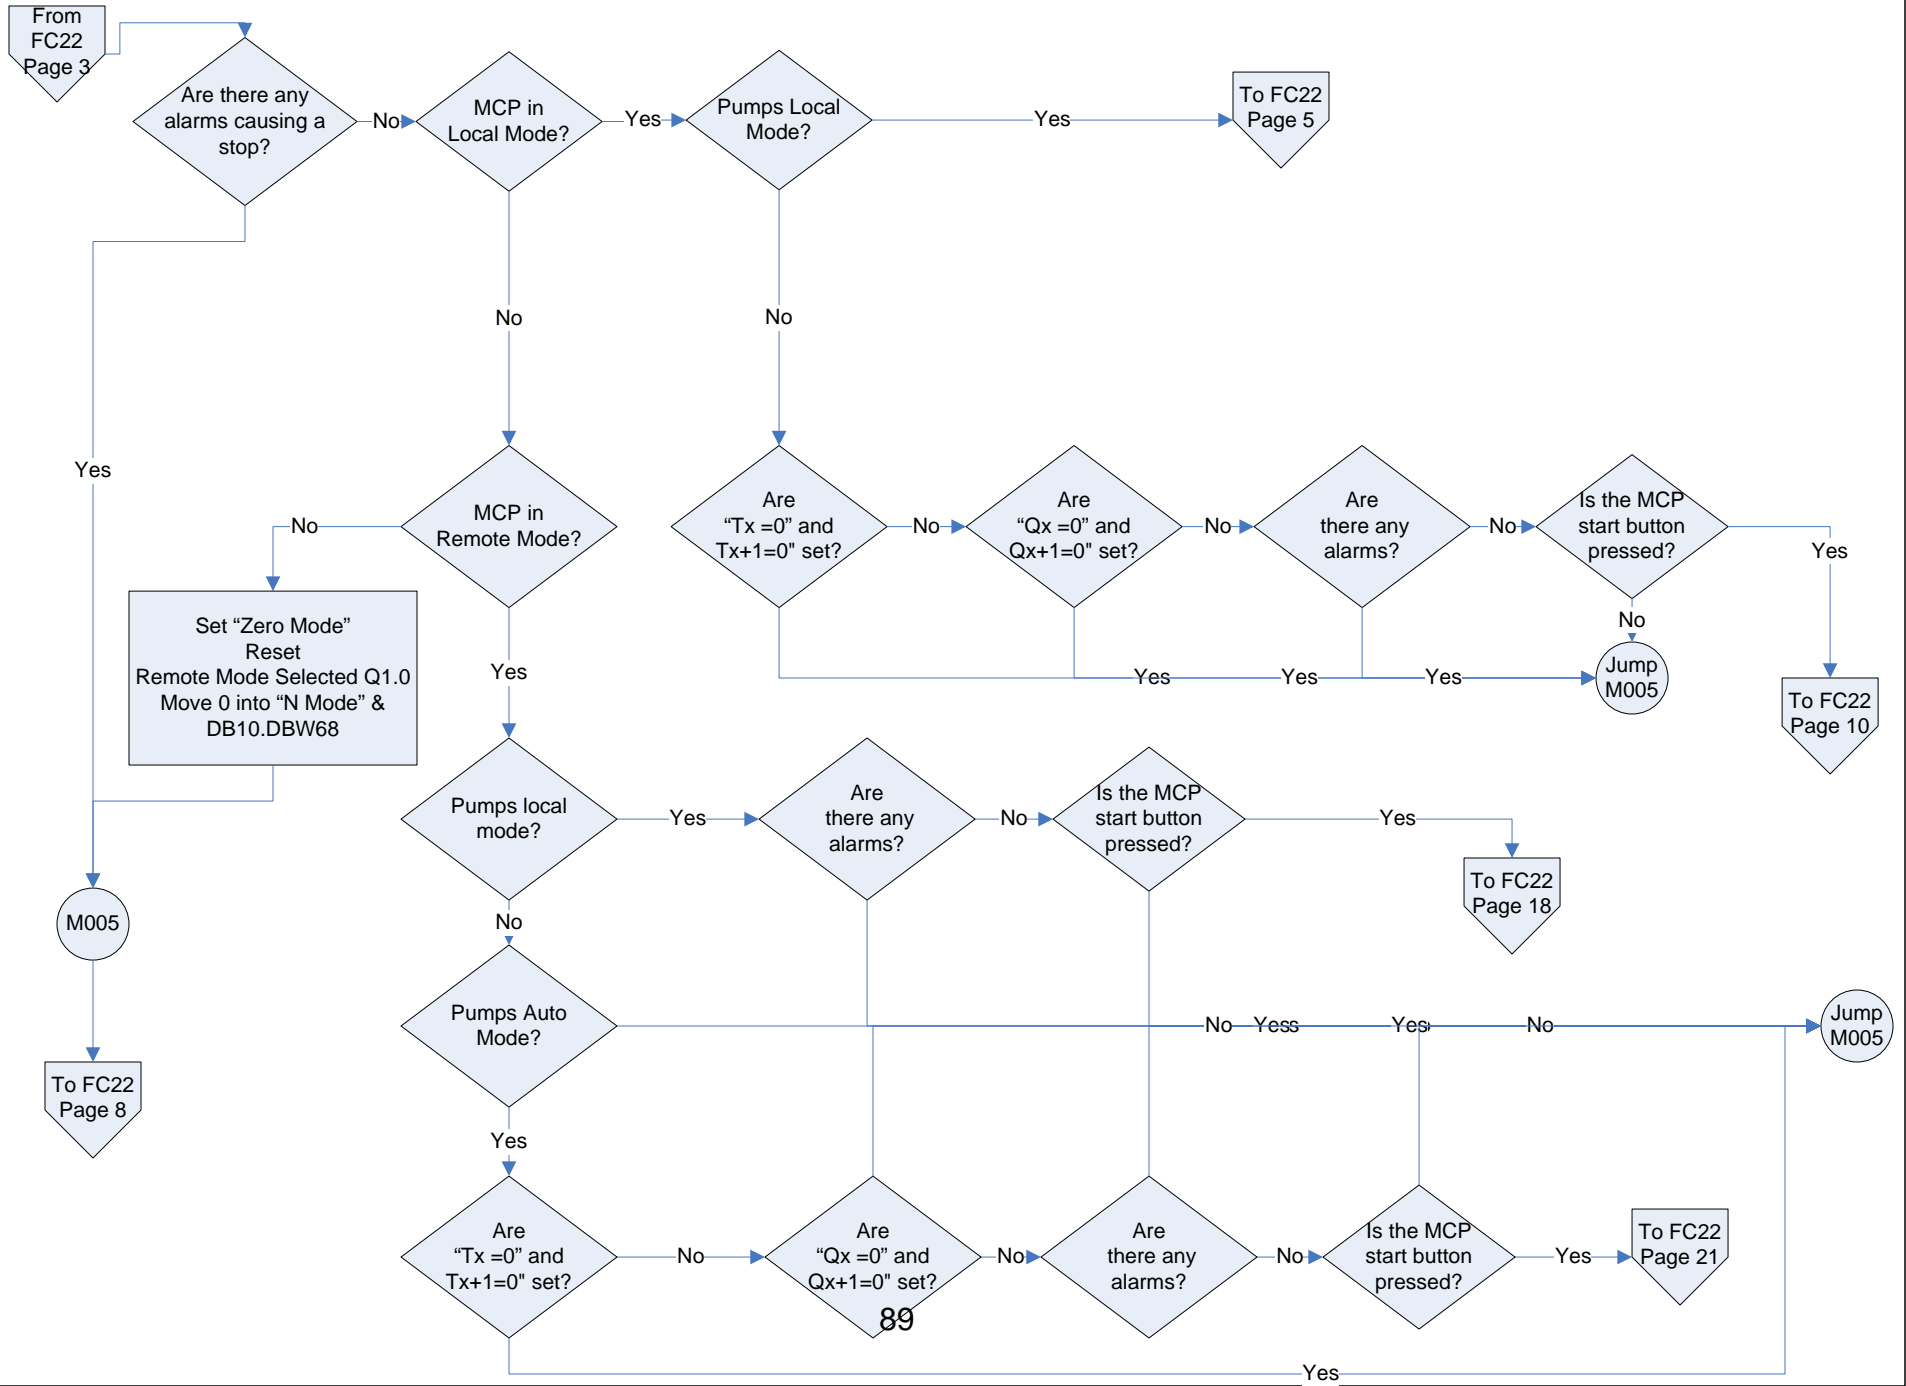 From
FC22
Page 3
Are there any
alarms causing a
stop?
No
MCP in
Local Mode?
Yes
Pumps Local
Mode?
Yes
To FC22
Page 5
No
No
Yes
MCP in
Remote Mode?
No
Are
“Tx =0” and
Tx+1=0" set?
No
Are
“Qx =0” and
Qx+1=0" set?
No
Are
there any
alarms?
No
Is the MCP
start button
pressed?
Yes
No
Set “Zero Mode”
Reset
Remote Mode Selected Q1.0
Move 0 into “N Mode” &
DB10.DBW68
Yes
Yes
Yes
Yes
Jump
M005
To FC22
Page 10
Pumps local
mode?
Yes
Are
there any
alarms?
No
Is the MCP
start button
pressed?
Yes
To FC22
Page 18
M005
No
Pumps Auto
Mode?
No
Yes
Yes
No
Jump
M005
To FC22
Page 8
Yes
Are
“Tx =0” and
Tx+1=0" set?
No
Are
“Qx =0” and
Qx+1=0" set?
No
Are
there any
alarms?
No
Is the MCP
start button
pressed?
Yes
To FC22
Page 21
89
Yes